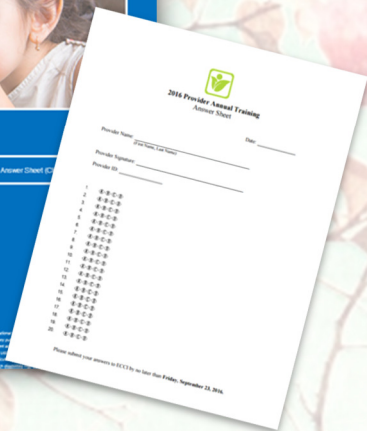 Answer Sheet (C
2016 Provider Annual Training
Answer Sheet
Provider Name: Date:
(First Name, Last Name)
Provider Signature:
Provider ID:
1 A B C D
2 A B C D
3 A B C D
4 A B C D
5 A B C D
6 A B C D
7 A B C D
8 A B C D
9 A B C D
10 A B C D
11 A B C D
12 A B C D
13 A B C D
14 A B C D
15 A B C D
16 A B C D
17 A B C D
18 A B C D
19 A B C D
20 A B C D
Please submit your answers to ECCI by no later than Friday, September 23, 2016.